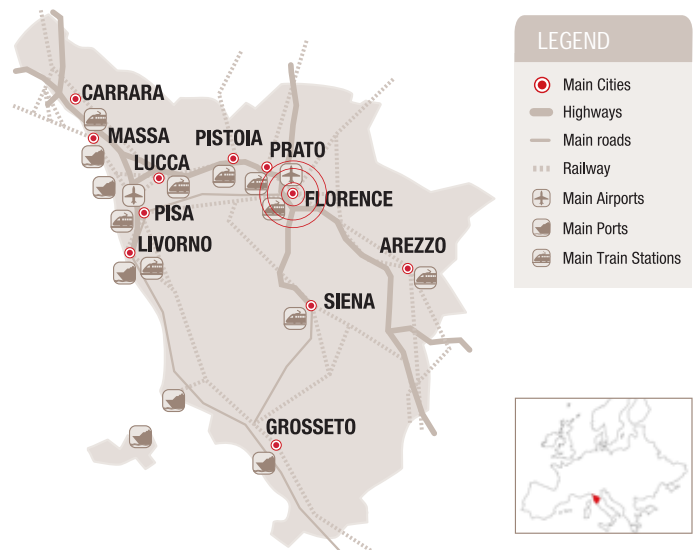 CARRARA
MASSA
PISTOIA
PRATO
LUCCA
FLORENCE
PISA
LIVORNO
AREZZO
SIENA
GROSSETO
LEGEND
Main Cities
Highways
Main roads
Railway
Main Airports
Main Ports
Main Train Stations